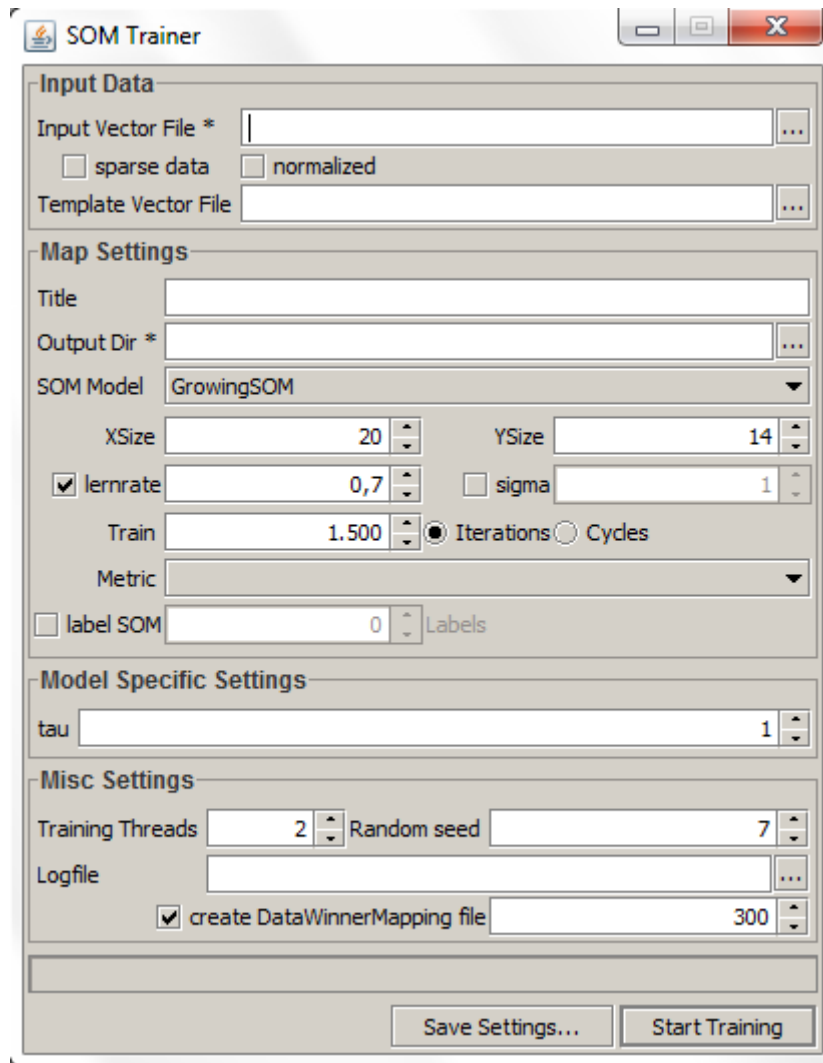 SOM Trainer
Input Data
Input Vector File * ...
sparse data normalized
Template Vector File ...
Map Settings
Title
Output Dir * ...
SOM Model GrowingSOM
XSize 20 YSize 14
lernrate 0,7 sigma 1
Train 1.500 Iterations Cycles
Metric
label SOM 0 Labels
Model Specific Settings
tau 1
Misc Settings
Training Threads 2 Random seed 7
Logfile ...
create DataWinnerMapping file 300
Save Settings... Start Training